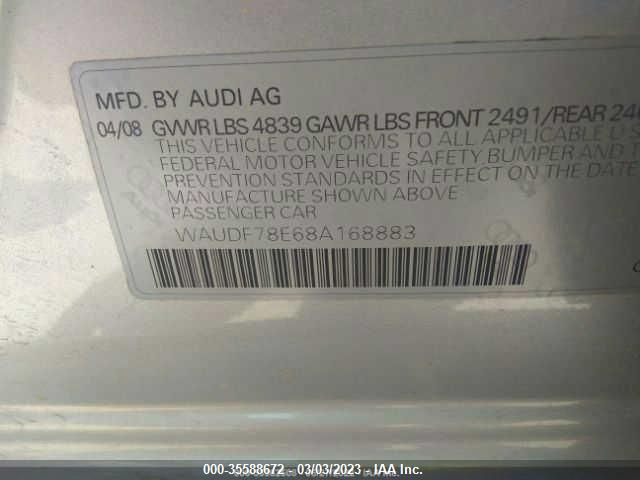 MFD. BY AUDI AG
04/08 GVWR LBS 4839 GAWR LBS FRONT 2491/REAR
THIS VEHICLE CONFORMS TO ALL APPLICABLE
FEDERAL MOTOR VEHICLE SAFETY BUMPER AND
PREVENTION STANDARDS IN EFFECT ON THE DATE
MANUFACTURE SHOWN ABOVE
PASSENGER CAR
WAUDF78E68A168883
000-35588672 - 03/03/2023 - IAA Inc.